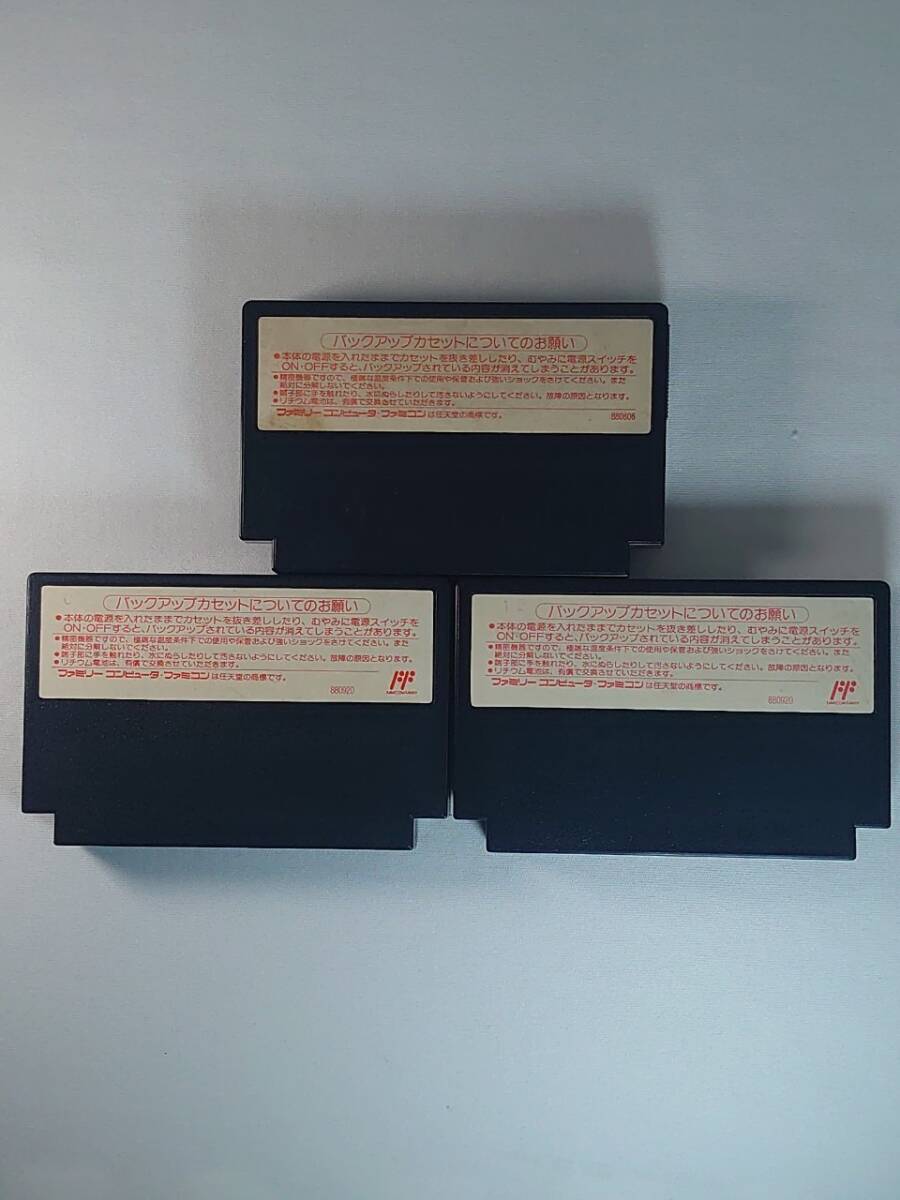 バックアップカセットについてのお願い
●本体の電源を入れたままでカセットを抜き差ししたり、むやみに電源スイッチを
ON・OFFすると、バックアップされている内容が消えてしまうことがあります。
●精密機器ですので、極端な温度条件下での使用や保管および強いショックをさけてください。また
絶対に分解しないでください。
●端子部に手を触れたり、水にぬらしたりして汚さないようにしてください。故障の原因となります。
●リチウム電池は、有償で交換させていただきます。
ファミリーコンピュータ・ファミコンは任天堂の商標です。
880606
バックアップカセットについてのお願い
●本体の電源を入れたままでカセットを抜き差ししたり、むやみに電源スイッチを
ON・OFFすると、バックアップされている内容が消えてしまうことがあります。
●精密機器ですので、極端な温度条件下での使用や保管および強いショックをさけてください。また
絶対に分解しないでください。
●端子部に手を触れたり、水にぬらしたりして汚さないようにしてください。故障の原因となります。
●リチウム電池は、有償で交換させていただきます。
ファミリーコンピュータ・ファミコンは任天堂の商標です。
880920
バックアップカセットについてのお願い
●本体の電源を入れたままでカセットを抜き差ししたり、むやみに電源スイッチを
ON・OFFすると、バックアップされている内容が消えてしまうことがあります。
●精密機器ですので、極端な温度条件下での使用や保管および強いショックをさけてください。また
絶対に分解しないでください。
●端子部に手を触れたり、水にぬらしたりして汚さないようにしてください。故障の原因となります。
●リチウム電池は、有償で交換させていただきます。
ファミリーコンピュータ・ファミコンは任天堂の商標です。
880920